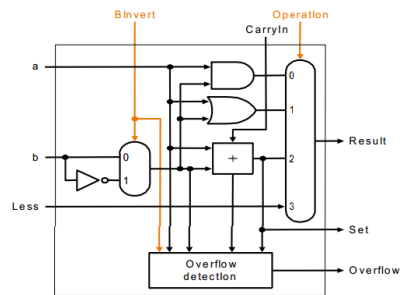 BInvert
Operation
CarryIn
a
0
1
b
0
1
+
2
Result
Less
3
Set
Overflow
detection
Overflow